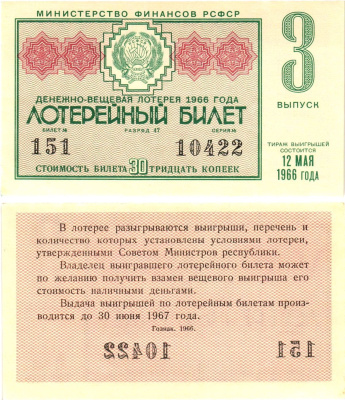 МИНИСТЕРСТВО ФИНАНСОВ РСФСР
3
ВЫПУСК
ДЕНЕЖНО-ВЕЩЕВАЯ ЛОТЕРЕЯ 1966 ГОДА
ЛОТЕРЕЙНЫЙ БИЛЕТ
БИЛЕТ № РАЗРЯД 47 СЕРИЯ №
151 10422
СТОИМОСТЬ БИЛЕТА 30 ТРИДЦАТЬ КОПЕЕК
ТИРАЖ ВЫИГРЫШЕЙ
СОСТОИТСЯ
12 МАЯ
1966 ГОДА
В лотерее разыгрываются выигрыши, перечень и
количество которых установлены условиями лотереи,
утвержденными Советом Министров республики.
Владелец выигравшего лотерейного билета может
по желанию получить взамен вещевого выигрыша его
стоимость наличными деньгами.
Выдача выигрышей по лотерейным билетам произ-
водится до 30 июня 1967 года.
Гознак. 1966.
10422 151